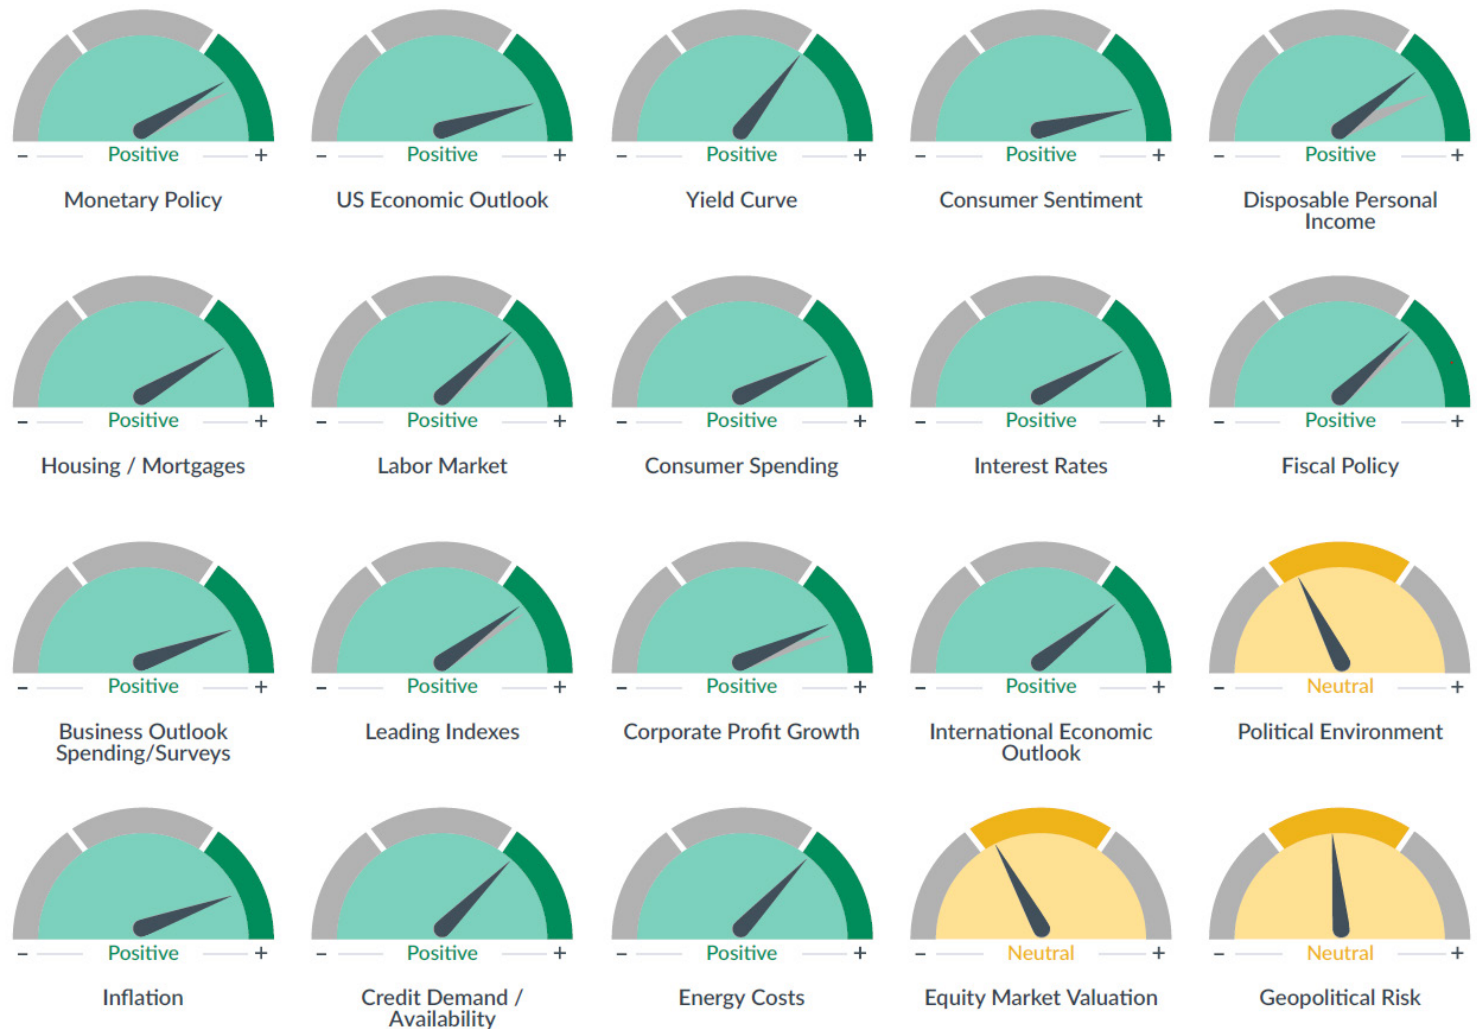 - Positive +
- Positive +
- Positive +
- Positive +
- Positive +
Monetary Policy
US Economic Outlook
Yield Curve
Consumer Sentiment
Disposable Personal
Income
- Positive +
- Positive +
- Positive +
- Positive +
- Positive +
Housing / Mortgages
Labor Market
Consumer Spending
Interest Rates
Fiscal Policy
- Positive +
- Positive +
- Positive +
- Positive +
- Neutral +
Business Outlook
Spending/Surveys
Leading Indexes
Corporate Profit Growth
International Economic
Outlook
Political Environment
- Positive +
- Positive +
- Positive +
- Neutral +
- Neutral +
Inflation
Credit Demand /
Availability
Energy Costs
Equity Market Valuation
Geopolitical Risk